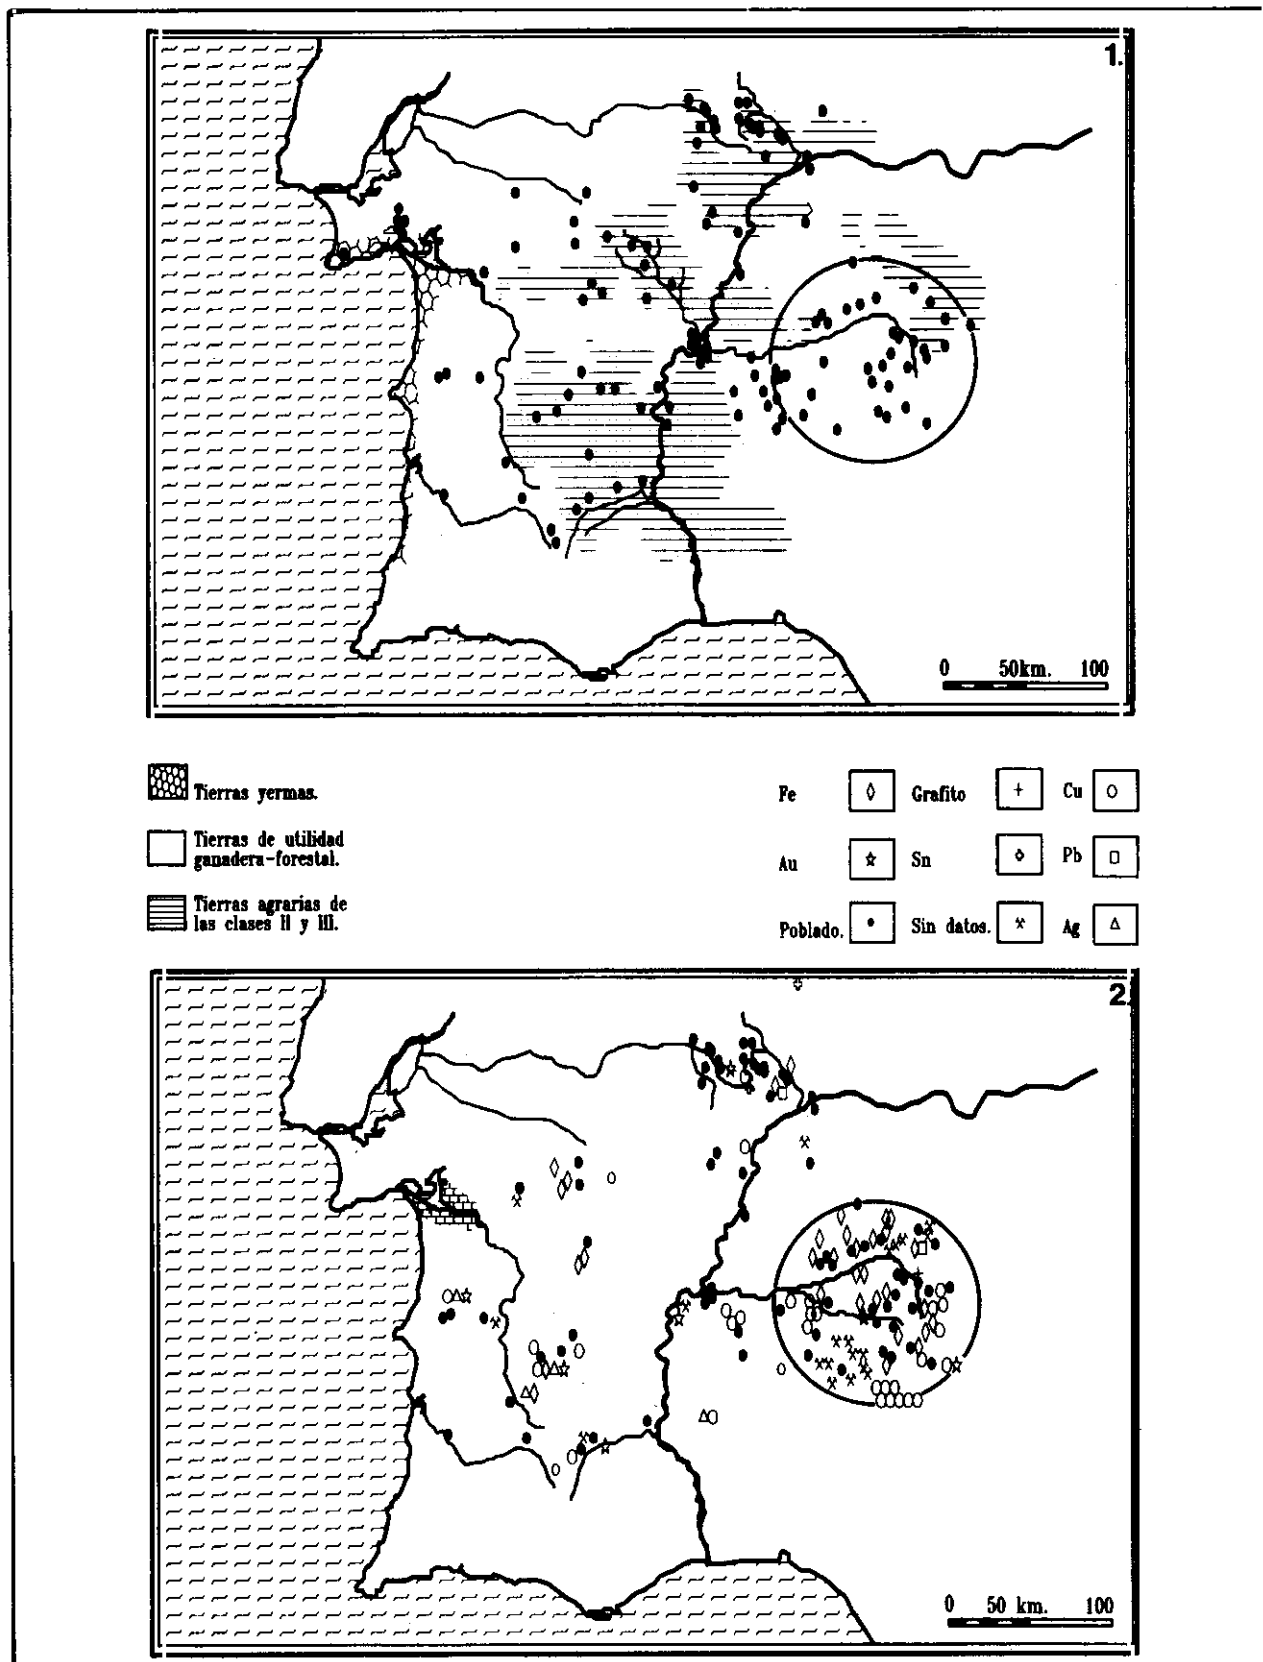 1.
0 50km. 100
Tierras yermas.
Tierras de utilidad
ganadera-forestal.
Tierras agrarias de
las clases II y III.
Fe Grafito Cu
Au Sn Pb
Poblado. Sin datos. Ag
2.
0 50 km. 100